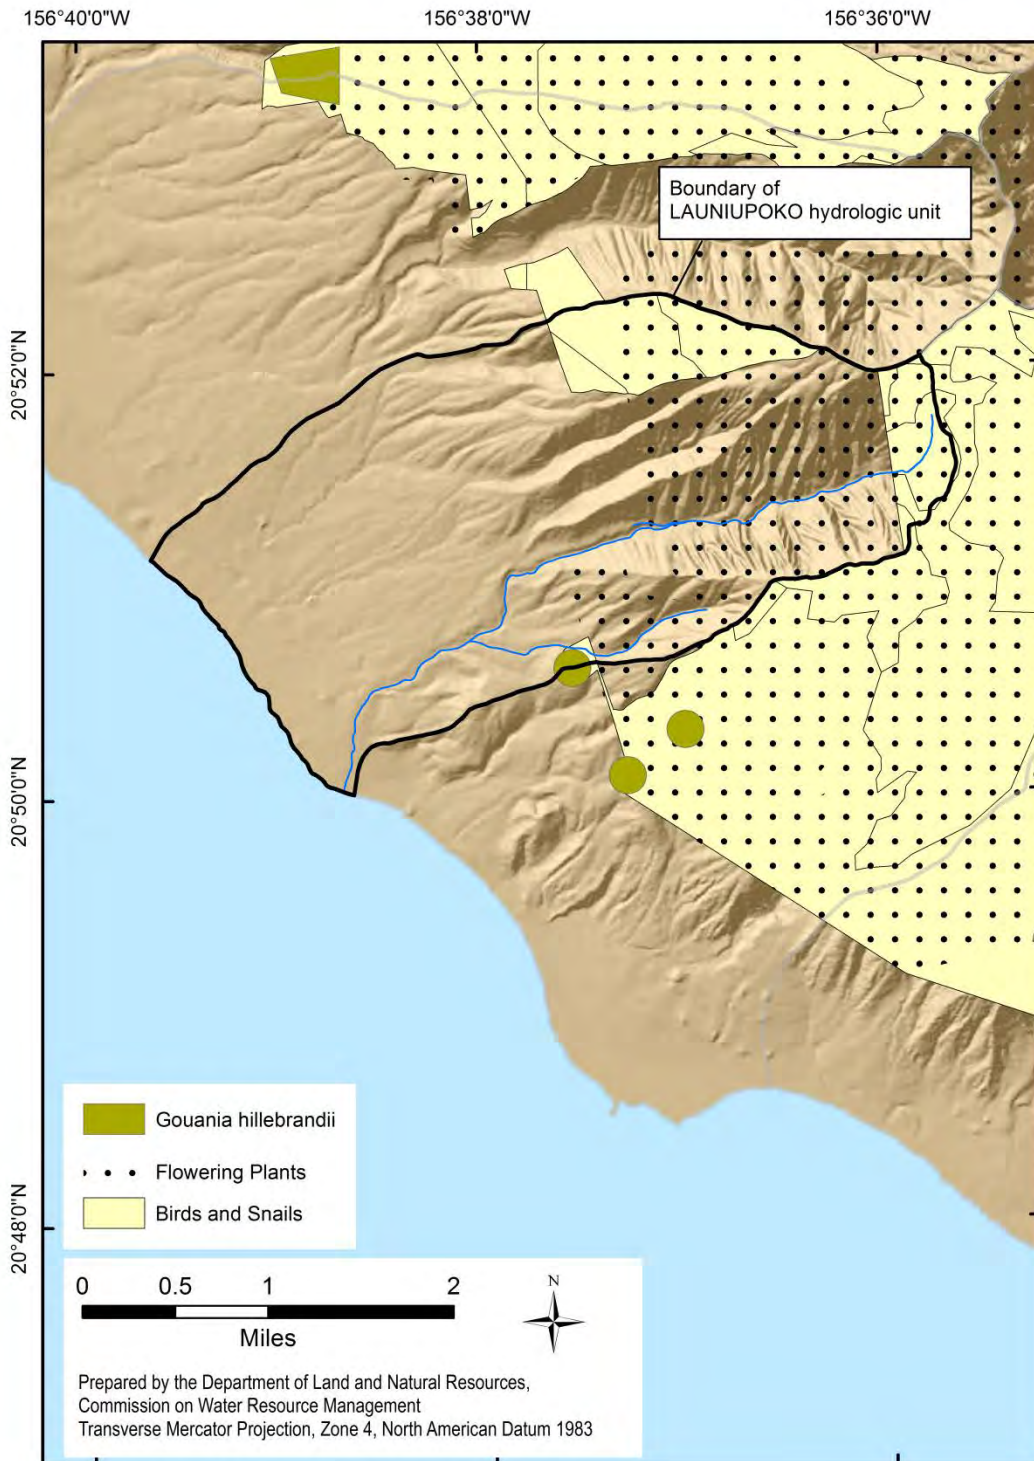 156°40'0"W
156°38'0"W
156°36'0"W
Boundary of
LAUNIUPOKO hydrologic unit
20°52'0"N
20°50'0"N
20°48'0"N
Gouania hillebrandii
Flowering Plants
Birds and Snails
0 0.5 1 2
Miles
N
Prepared by the Department of Land and Natural Resources,
Commission on Water Resource Management
Transverse Mercator Projection, Zone 4, North American Datum 1983